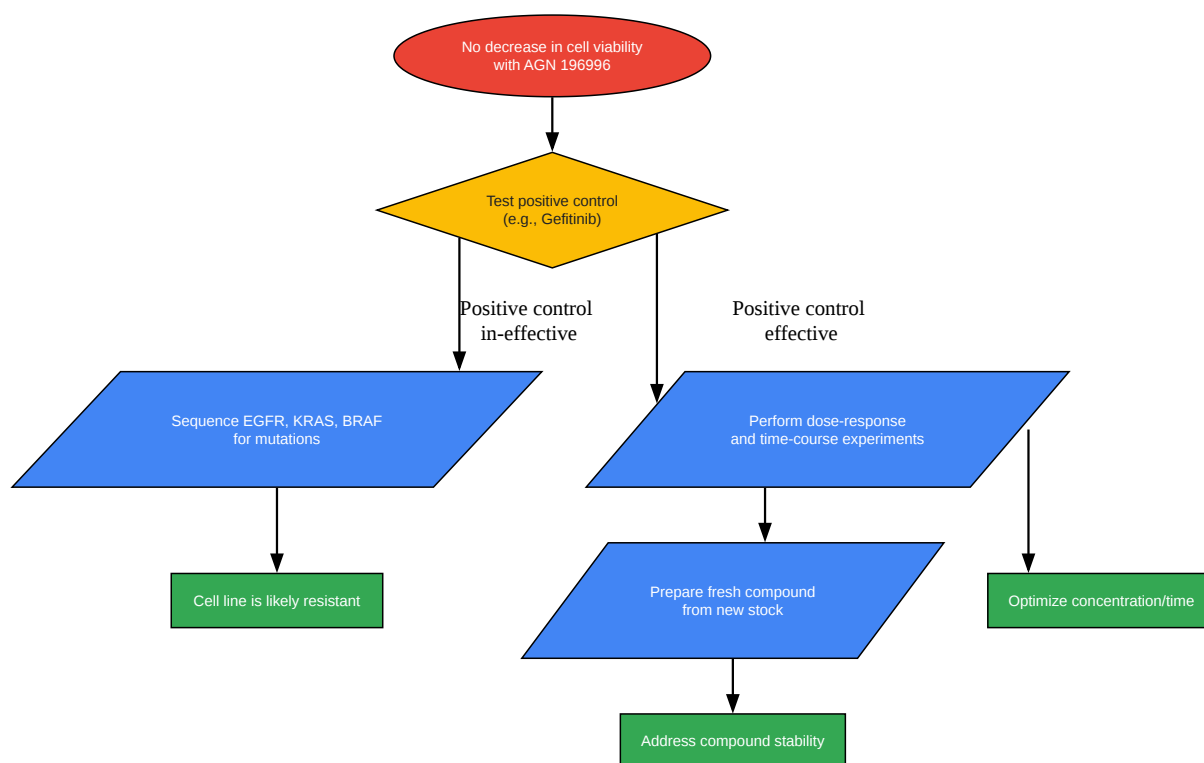 No decrease in cell viability
with AGN 196996
Test positive control
(e.g., Gefitinib)
Positive control
in-effective
Positive control
effective
Sequence EGFR, KRAS, BRAF
for mutations
Perform dose-response
and time-course experiments
Prepare fresh compound
from new stock
Cell line is likely resistant
Optimize concentration/time
Address compound stability